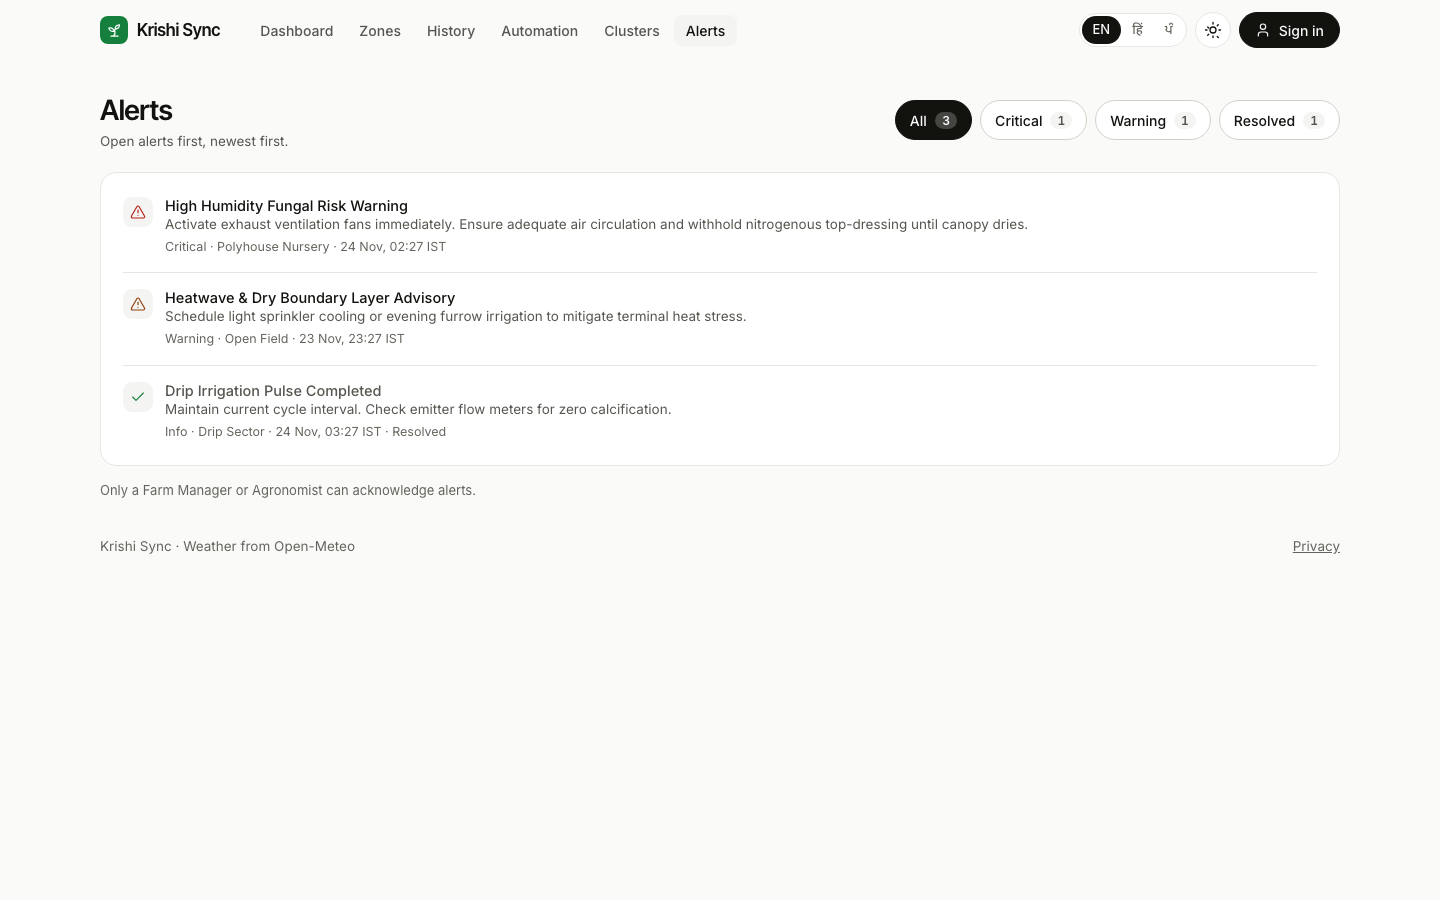 Krishi Sync
Dashboard Zones History Automation Clusters Alerts
EN हिं ਪੰ
Sign in
Alerts
Open alerts first, newest first.
All 3 Critical 1 Warning 1 Resolved 1
High Humidity Fungal Risk Warning
Activate exhaust ventilation fans immediately. Ensure adequate air circulation and withhold nitrogenous top-dressing until canopy dries.
Critical · Polyhouse Nursery · 24 Nov, 02:27 IST
Heatwave & Dry Boundary Layer Advisory
Schedule light sprinkler cooling or evening furrow irrigation to mitigate terminal heat stress.
Warning · Open Field · 23 Nov, 23:27 IST
Drip Irrigation Pulse Completed
Maintain current cycle interval. Check emitter flow meters for zero calcification.
Info · Drip Sector · 24 Nov, 03:27 IST · Resolved
Only a Farm Manager or Agronomist can acknowledge alerts.
Krishi Sync · Weather from Open-Meteo
Privacy